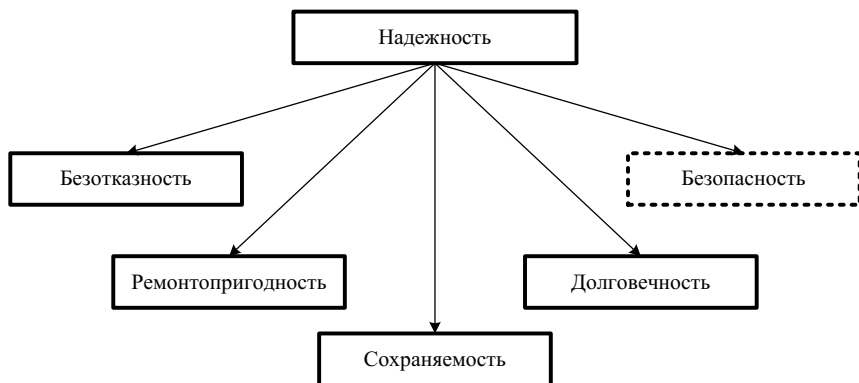 Надежность
Безотказность
Безопасность
Ремонтопригодность
Долговечность
Сохраняемость